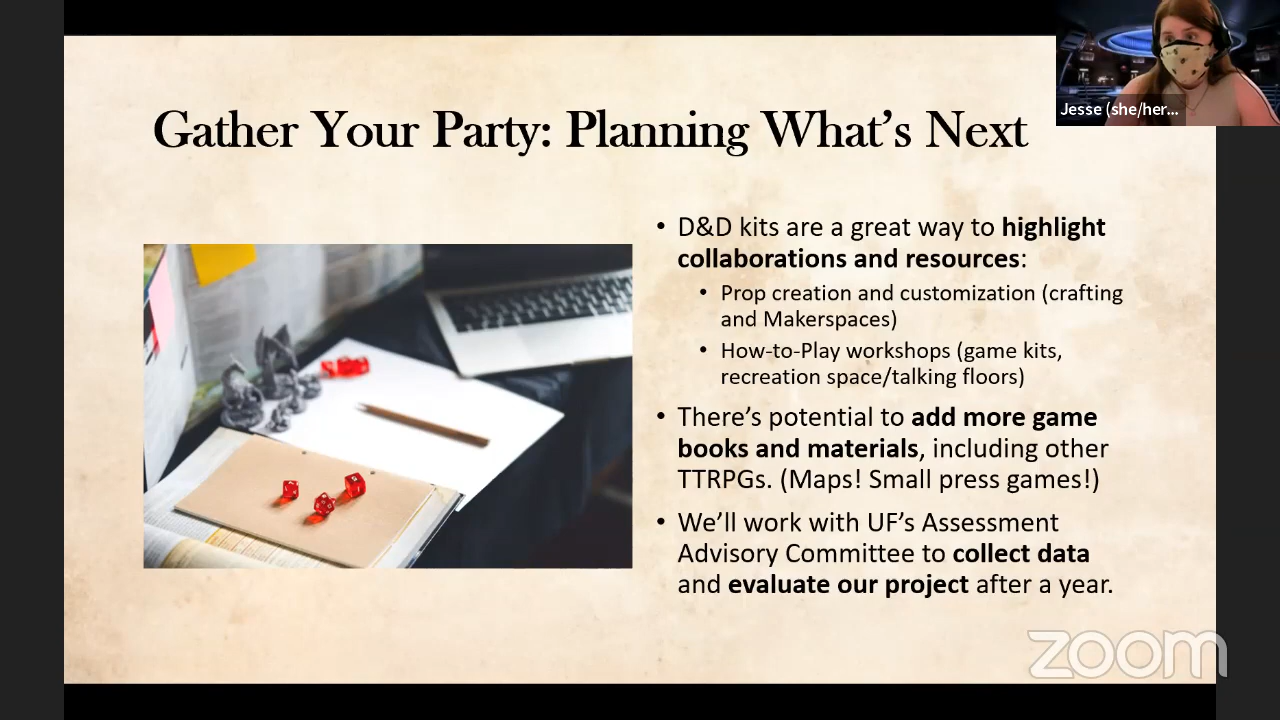 Gather Your Party: Planning What's Next
Jesse (she/her...
• D&D kits are a great way to highlight
collaborations and resources:
• Prop creation and customization (crafting
and Makerspaces)
• How-to-Play workshops (game kits,
recreation space/talking floors)
• There's potential to add more game
books and materials, including other
TTRPGs. (Maps! Small press games!)
• We'll work with UF's Assessment
Advisory Committee to collect data
and evaluate our project after a year.
zoom